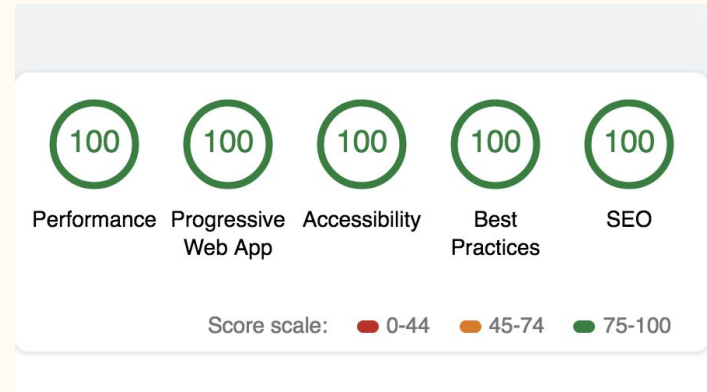 100 100 100 100 100
Performance Progressive Accessibility Best SEO
Web App Practices
Score scale: 0-44 45-74 75-100